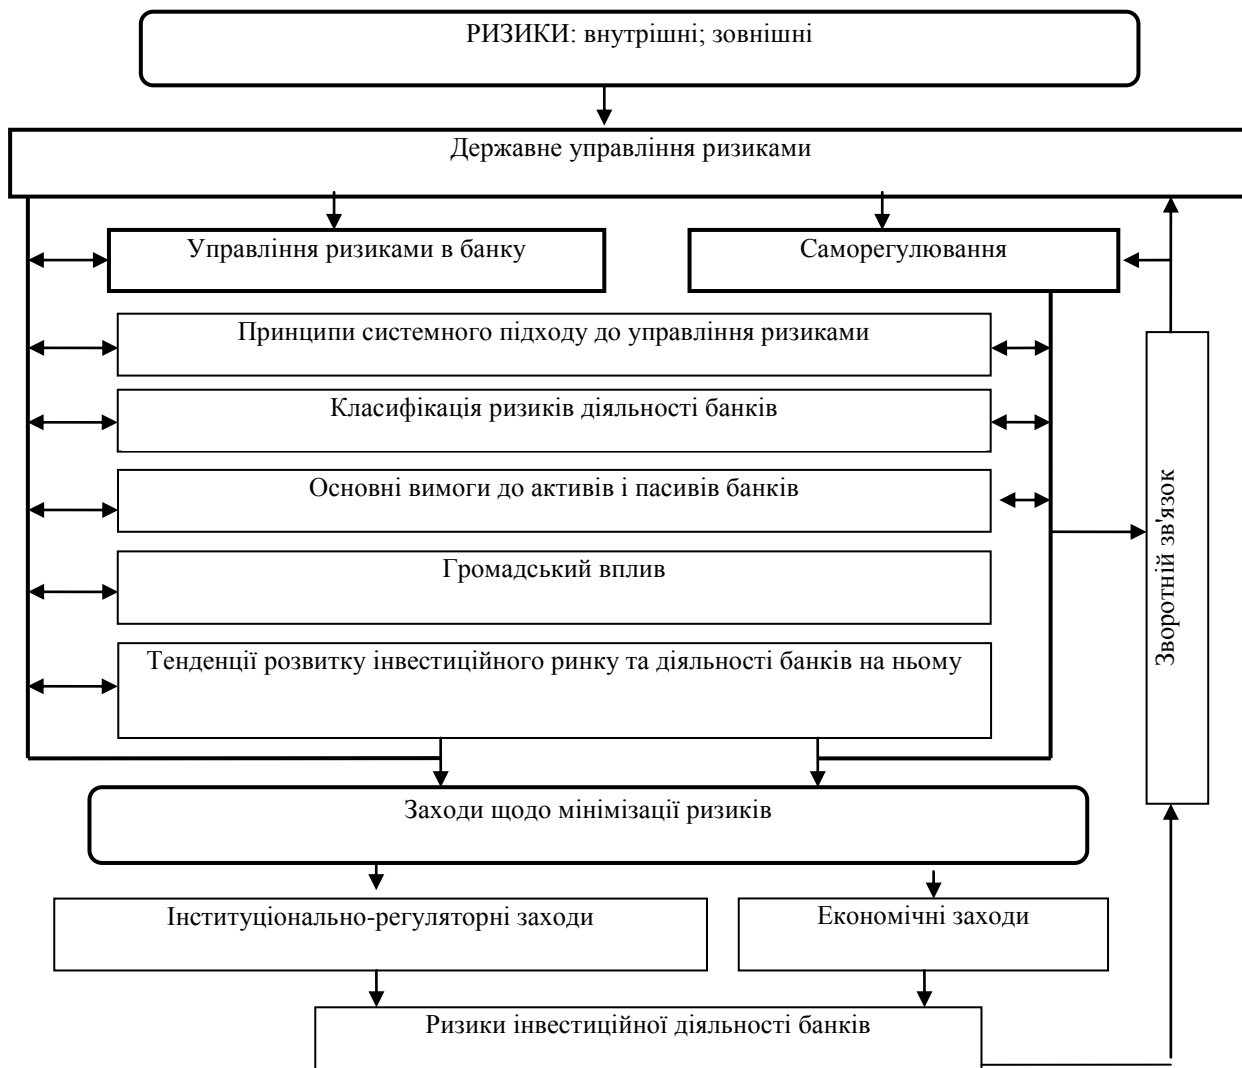 РИЗИКИ: внутрішні; зовнішні
Державне управління ризиками
Управління ризиками в банку
Саморегулювання
Принципи системного підходу до управління ризиками
Класифікація ризиків діяльності банків
Основні вимоги до активів і пасивів банків
Громадський вплив
Тенденції розвитку інвестиційного ринку та діяльності банків на ньому
Зворотній зв'язок
Заходи щодо мінімізації ризиків
Інституціонально-регуляторні заходи
Економічні заходи
Ризики інвестиційної діяльності банків